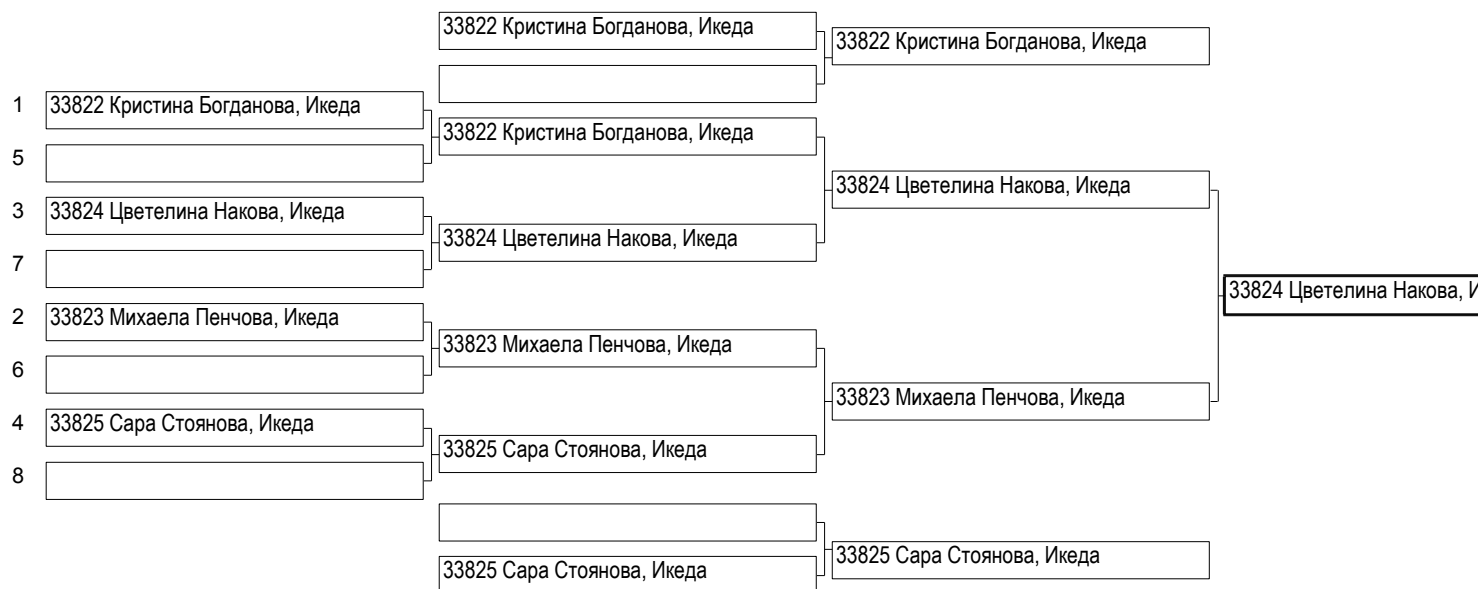 33822 Кристина Богданова, Икеда
33822 Кристина Богданова, Икеда
1 33822 Кристина Богданова, Икеда
33822 Кристина Богданова, Икеда
5
33824 Цветелина Накова, Икеда
3 33824 Цветелина Накова, Икеда
33824 Цветелина Накова, Икеда
7
33824 Цветелина Накова, И
2 33823 Михаела Пенчова, Икеда
33823 Михаела Пенчова, Икеда
6
33823 Михаела Пенчова, Икеда
4 33825 Сара Стоянова, Икеда
33825 Сара Стоянова, Икеда
8
33825 Сара Стоянова, Икеда
33825 Сара Стоянова, Икеда